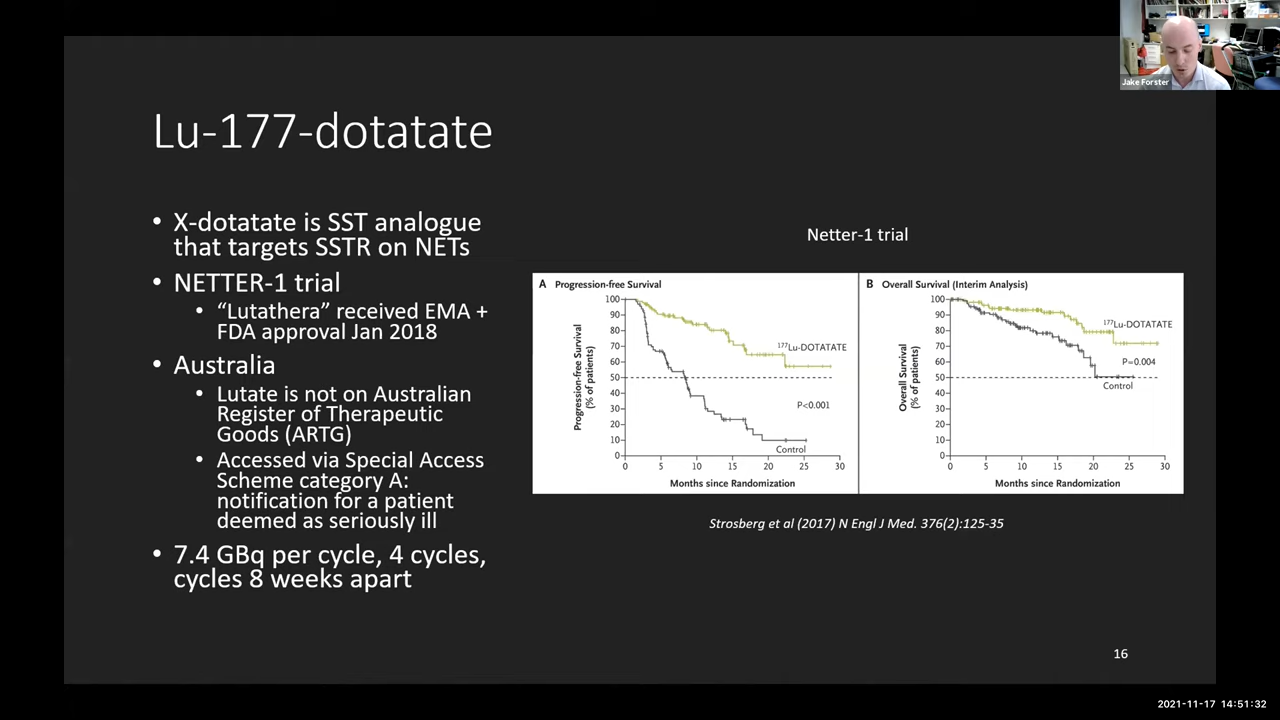 Jake Forster
Lu-177-dotatate
• X-dotatate is SST analogue
that targets SSTR on NETs
• NETTER-1 trial
• “Lutathera” received EMA +
FDA approval Jan 2018
• Australia
• Lutate is not on Australian
Register of Therapeutic
Goods (ARTG)
• Accessed via Special Access
Scheme category A:
notification for a patient
deemed as seriously ill
• 7.4 GBq per cycle, 4 cycles,
cycles 8 weeks apart
Netter-1 trial
A Progression-free Survival
Progression-free Survival
(% of patients)
100
90
80
70
60
50
40
30
20
10
0
0 5 10 15 20 25 30
Months since Randomization
177Lu-DOTATATE
P<0.001
Control
B Overall Survival (Interim Analysis)
Overall Survival
(% of patients)
100
90
80
70
60
50
40
30
20
10
0
0 5 10 15 20 25 30
Months since Randomization
177Lu-DOTATATE
P=0.004
Control
Strosberg et al (2017) N Engl J Med. 376(2):125-35
16
2021-11-17 14:51:32